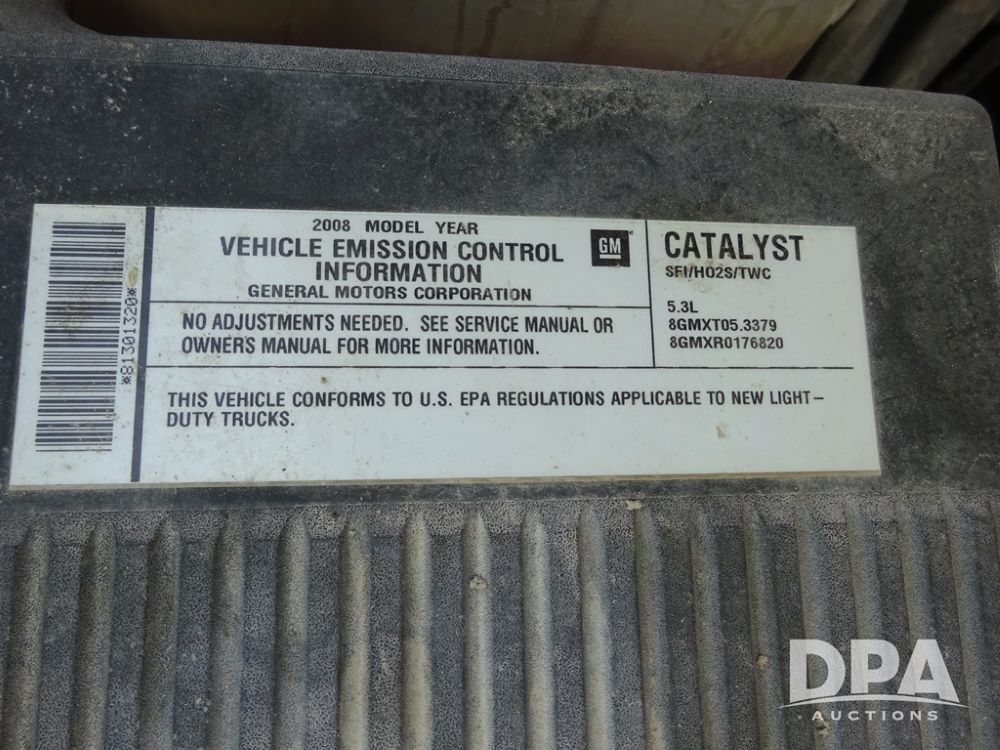 *81301320*
2008 MODEL YEAR
VEHICLE EMISSION CONTROL
INFORMATION
GENERAL MOTORS CORPORATION
GM
NO ADJUSTMENTS NEEDED. SEE SERVICE MANUAL OR
OWNERS MANUAL FOR MORE INFORMATION.
CATALYST
SFI/HO2S/TWC
5.3L
8GMXT05.3379
8GMXR0176820
THIS VEHICLE CONFORMS TO U.S. EPA REGULATIONS APPLICABLE TO NEW LIGHT-
DUTY TRUCKS.
DPA
AUCTIONS